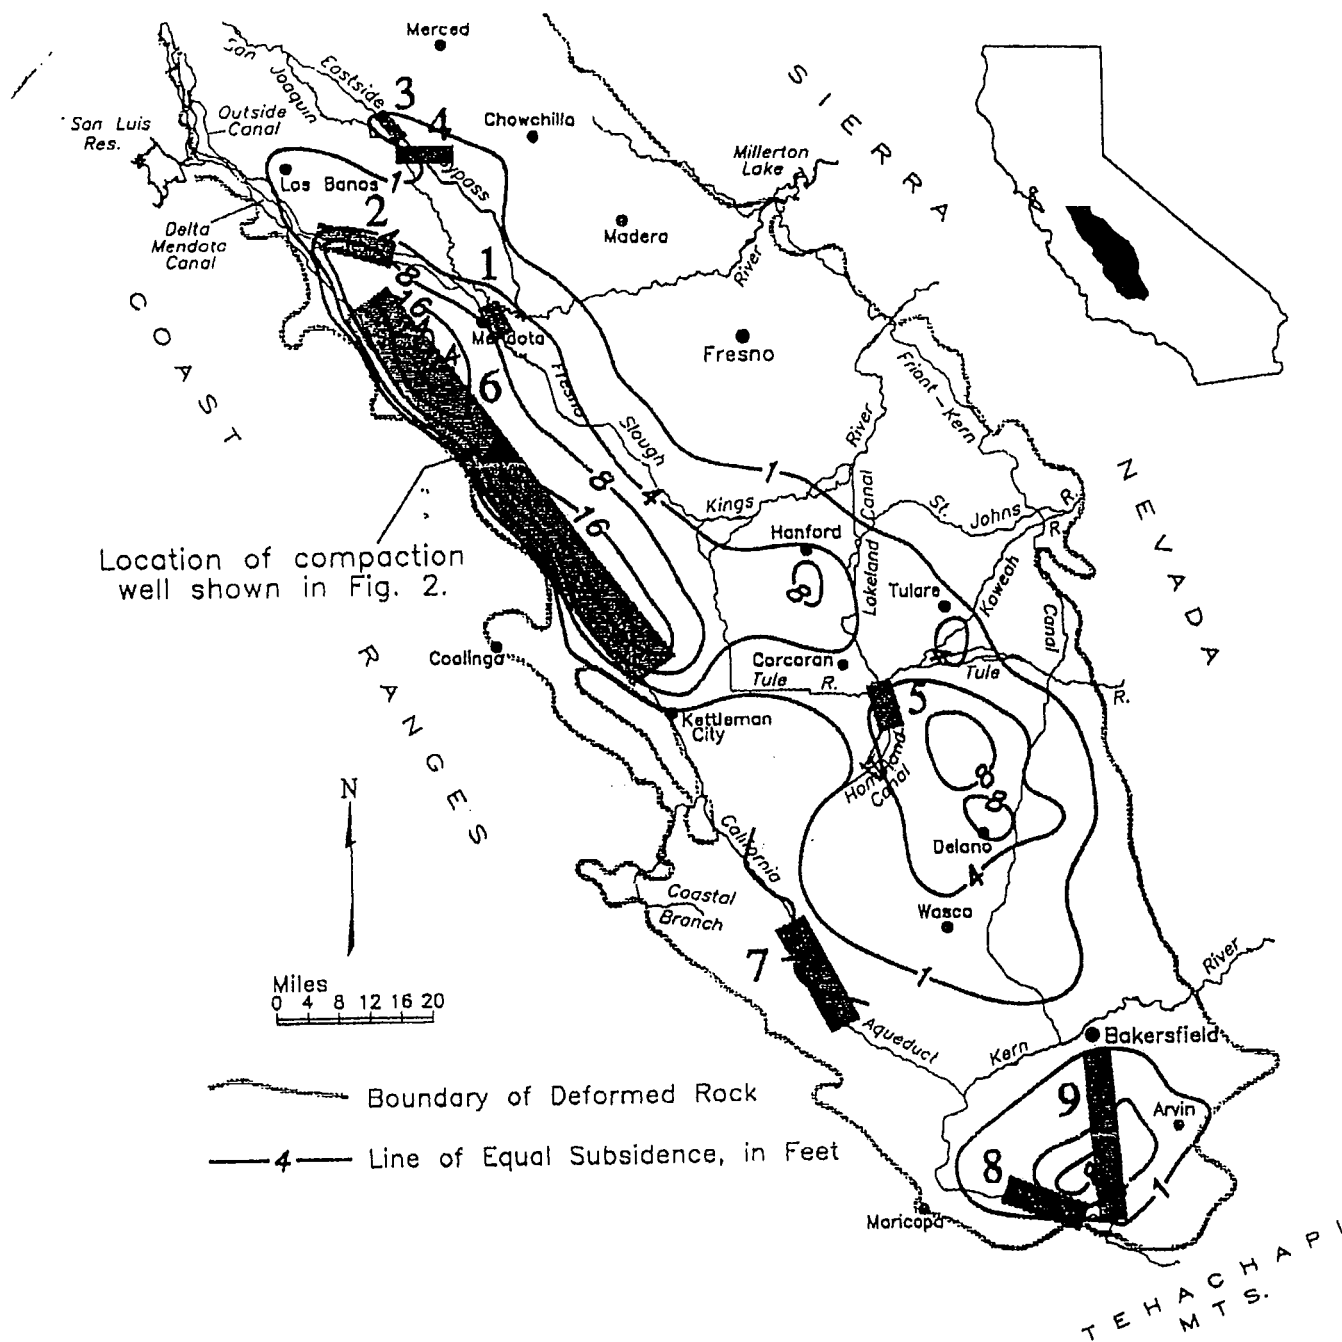 Merced
San
Joaquin
Eastside
3
4
Bypass
Chowchilla
Outside
Canal
San Luis
Res.
Los Banos
1
Millerton
Lake
SIERRA
2
4
Delta
Mendota
Canal
Madera
1
River
8
16
Mendota
Fresno
COAST
6
Fresno
Slough
Friant-Kern
River
1
NEVADA
8
4
16
Kings
Canal
St.
Johns
R.
R.
Location of compaction
well shown in Fig. 2.
Hanford
8
Lakeland
Tulare
Kaweah
Canal
Coalinga
Corcoran
Tule R.
4
Tule
R.
RANGES
5
Kettleman
City
Canal
8
8
N
California
Delano
4
Coastal
Branch
Wasco
7
1
Miles
0 4 8 12 16 20
River
Aqueduct
Kern
Bakersfield
Boundary of Deformed Rock
9
Arvin
4 Line of Equal Subsidence, in Feet
8
1
Maricopa
TEHACHAPI
MTS.